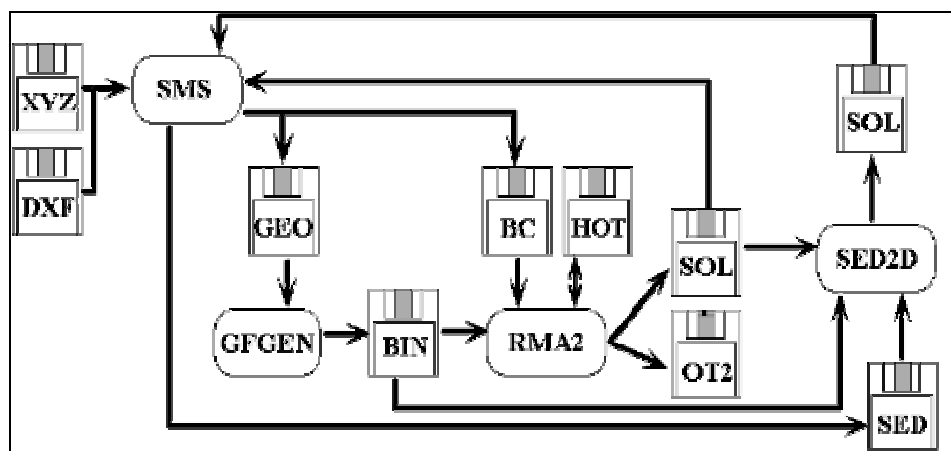 XYZ
SMS
SOL
DXF
GEO
BC
HOT
SOL
SED2D
GFGEN
BIN
RMA2
OT2
SED